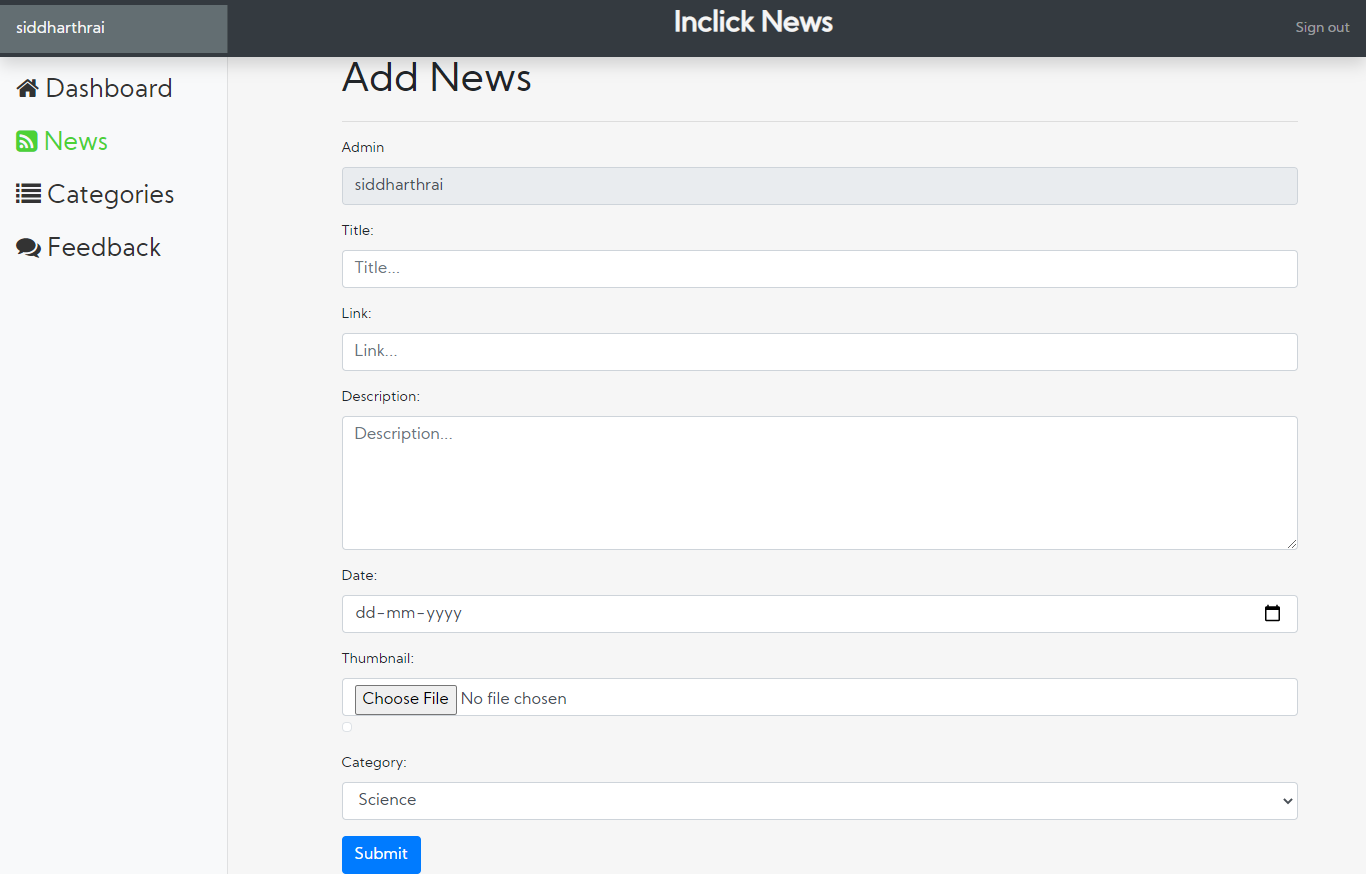 siddharthrai
Inclick News
Sign out
Dashboard
News
Categories
Feedback
Add News
Admin
siddharthrai
Title:
Title...
Link:
Link...
Description:
Description...
Date:
dd-mm-yyyy
Thumbnail:
Choose File No file chosen
Category:
Science
Submit